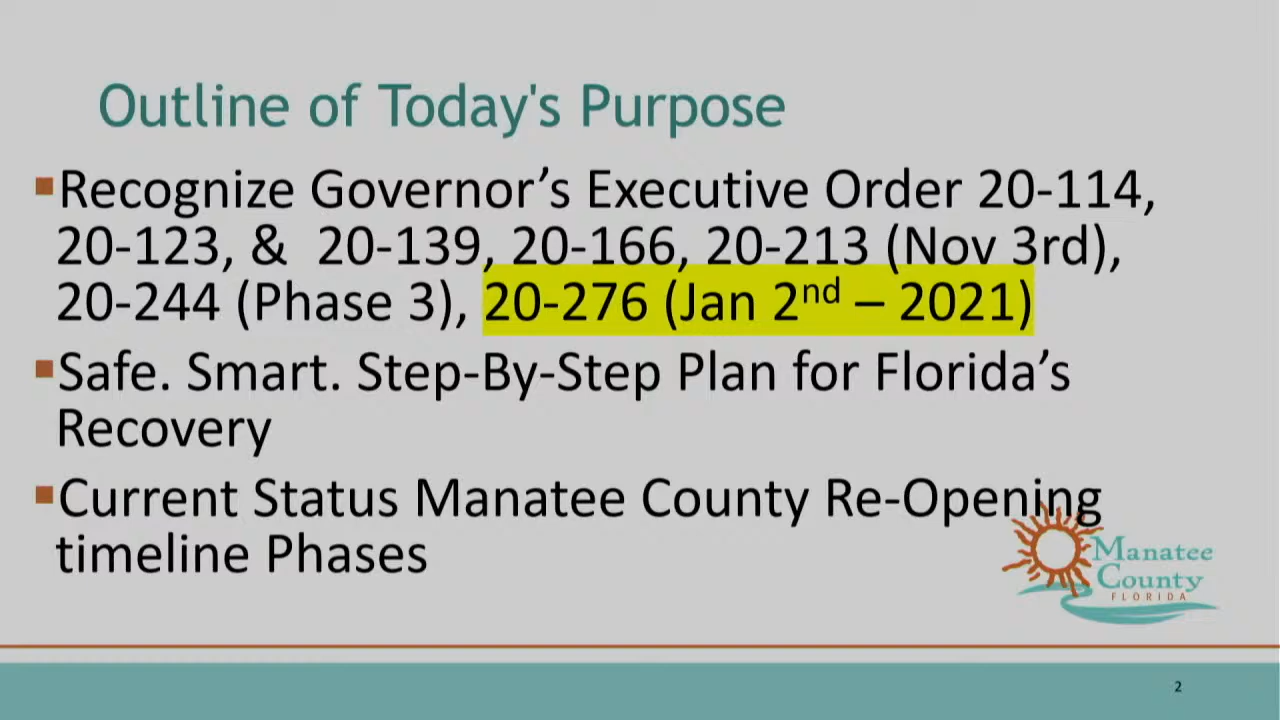 Outline of Today's Purpose
▪Recognize Governor’s Executive Order 20-114,
20-123, &  20-139, 20-166, 20-213 (Nov 3rd),
20-244 (Phase 3), 20-276 (Jan 2nd – 2021)
▪Safe. Smart. Step-By-Step Plan for Florida’s
Recovery
▪Current Status Manatee County Re-Opening
timeline Phases
Manatee
County
FLORIDA
2